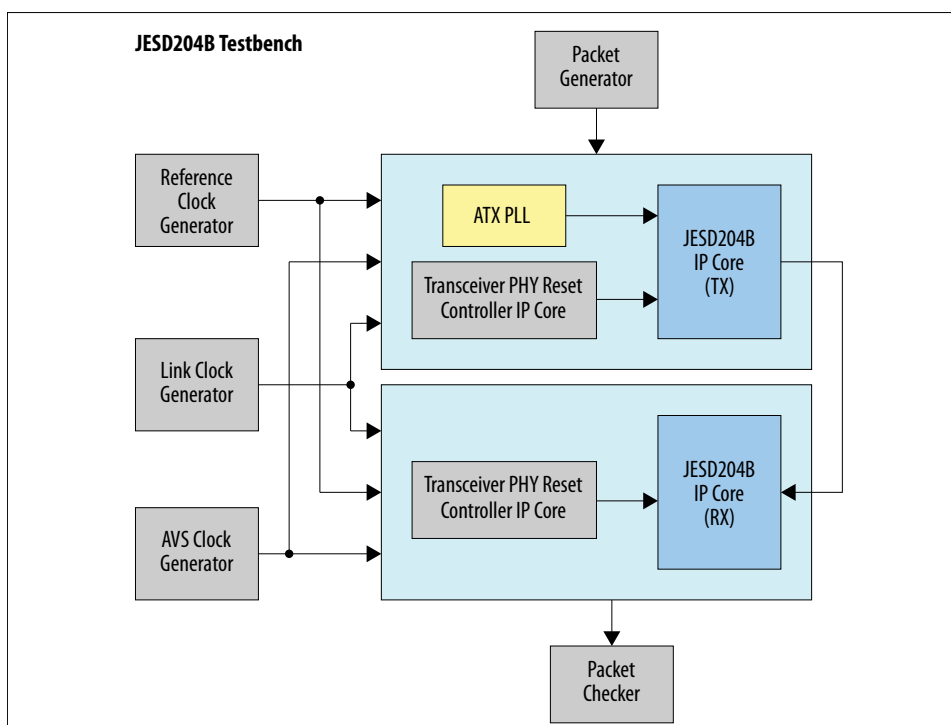 JESD204B Testbench
Packet
Generator
Reference
Clock
Generator
ATX PLL
JESD204B
IP Core
(TX)
Transceiver PHY Reset
Controller IP Core
Link Clock
Generator
Transceiver PHY Reset
Controller IP Core
JESD204B
IP Core
(RX)
AVS Clock
Generator
Packet
Checker